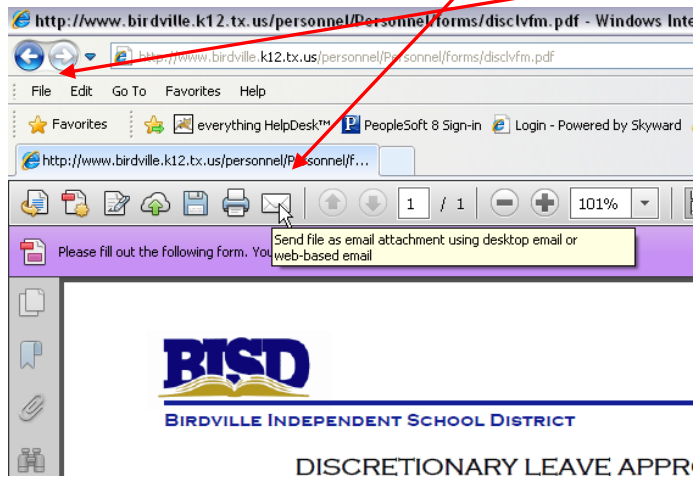 http://www.birdville.k12.tx.us/personnel/Personnel/forms/disclvfm.pdf - Windows Inte
http://www.birdville.k12.tx.us/personnel/Personnel/forms/disclvfm.pdf
File Edit Go To Favorites Help
Favorites everything HelpDesk™ PeopleSoft 8 Sign-in Login - Powered by Skyward
http://www.birdville.k12.tx.us/personnel/Personnel/f...
1 / 1 101%
Please fill out the following form. You
Send file as email attachment using desktop email or
web-based email
BISD
BIRDVILLE INDEPENDENT SCHOOL DISTRICT
DISCRETIONARY LEAVE APPR